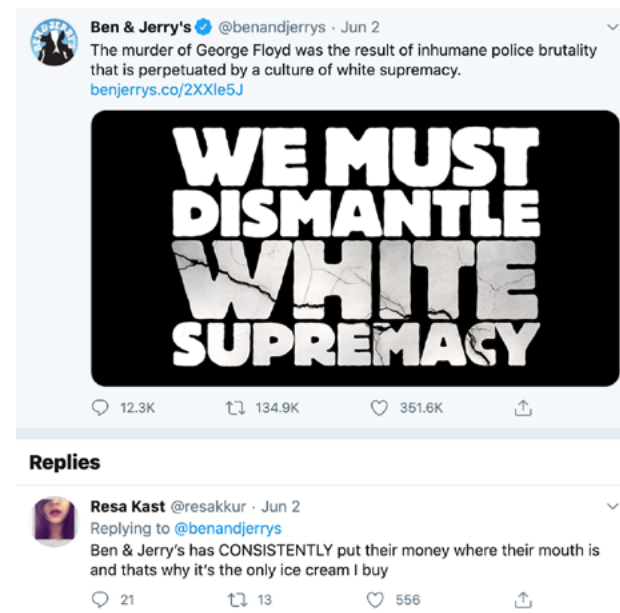 Ben & Jerry's @benandjerrys · Jun 2
The murder of George Floyd was the result of inhumane police brutality
that is perpetuated by a culture of white supremacy.
benjerrys.co/2XXle5J
WE MUST
DISMANTLE
WHITE
SUPREMACY
12.3K 134.9K 351.6K
Replies
Resa Kast @resakkur · Jun 2
Replying to @benandjerrys
Ben & Jerry's has CONSISTENTLY put their money where their mouth is
and thats why it's the only ice cream I buy
21 13 556